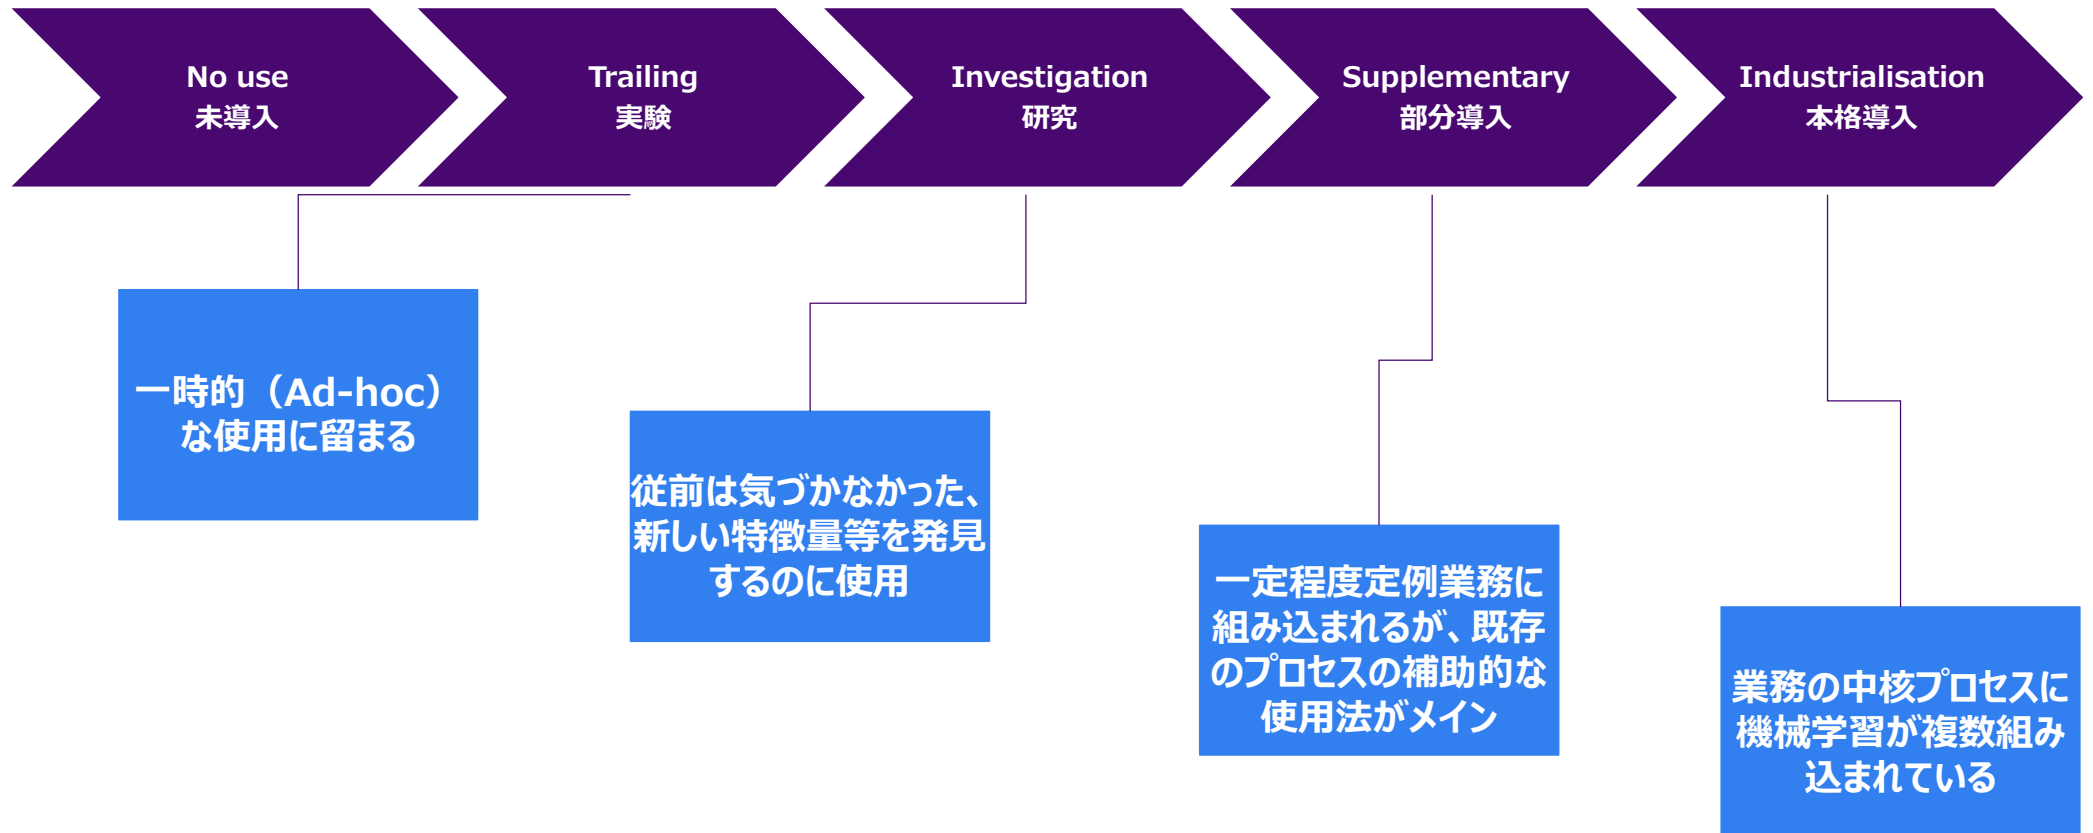 No use
未導入
Trailing
実験
Investigation
研究
Supplementary
部分導入
Industrialisation
本格導入
一時的（Ad-hoc）
な使用に留まる
従前は気づかなかった、
新しい特徴量等を発見
するのに使用
一定程度定例業務に
組み込まれるが、既存
のプロセスの補助的な
使用法がメイン
業務の中核プロセスに
機械学習が複数組み
込まれている